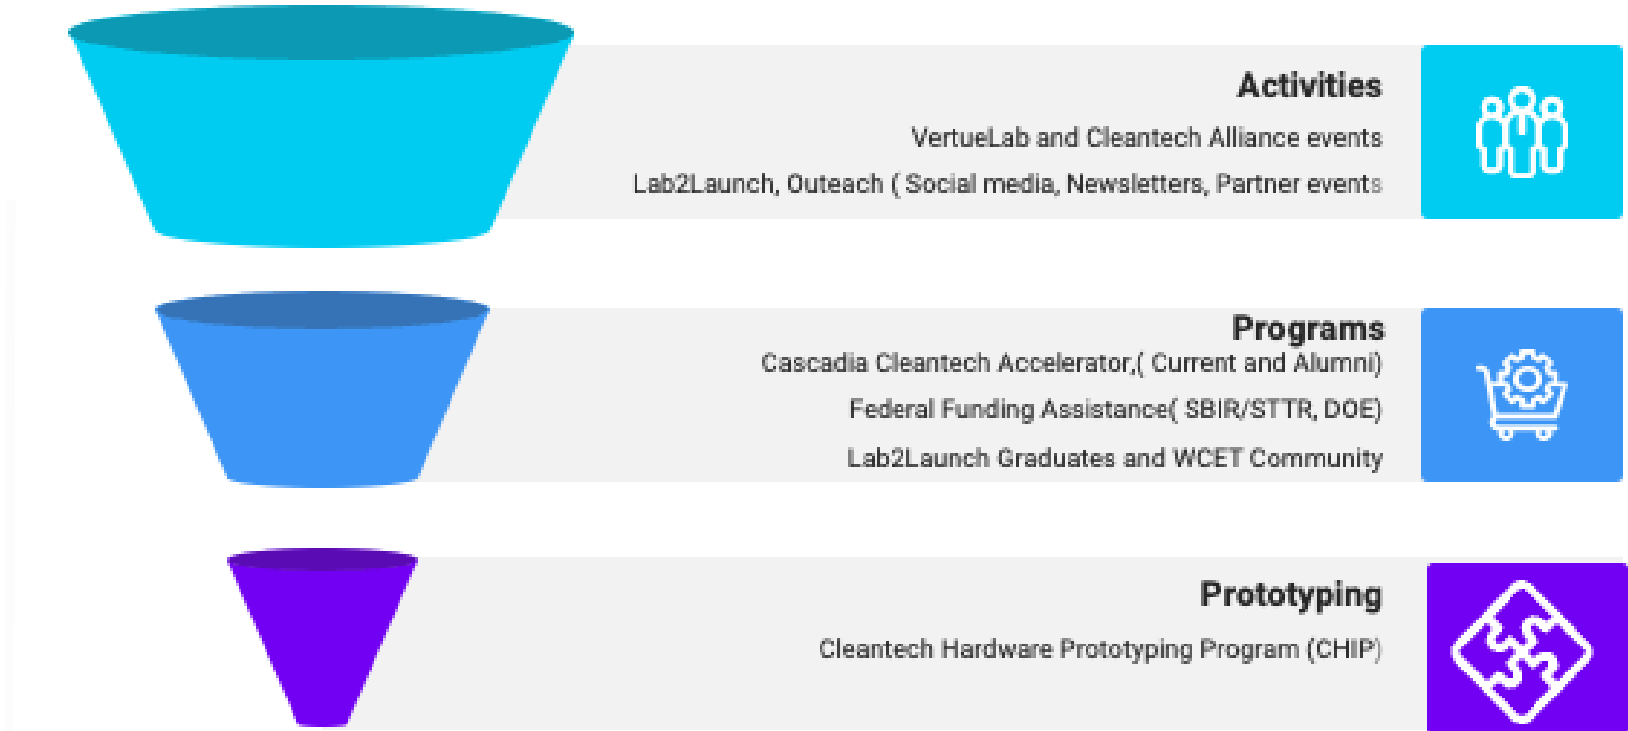 Activities
VertueLab and Cleantech Alliance events
Lab2Launch, Outeach ( Social media, Newsletters, Partner events
Programs
Cascadia Cleantech Accelerator,( Current and Alumni)
Federal Funding Assistance( SBIR/STTR, DOE)
Lab2Launch Graduates and WCET Community
Prototyping
Cleantech Hardware Prototyping Program (CHIP)